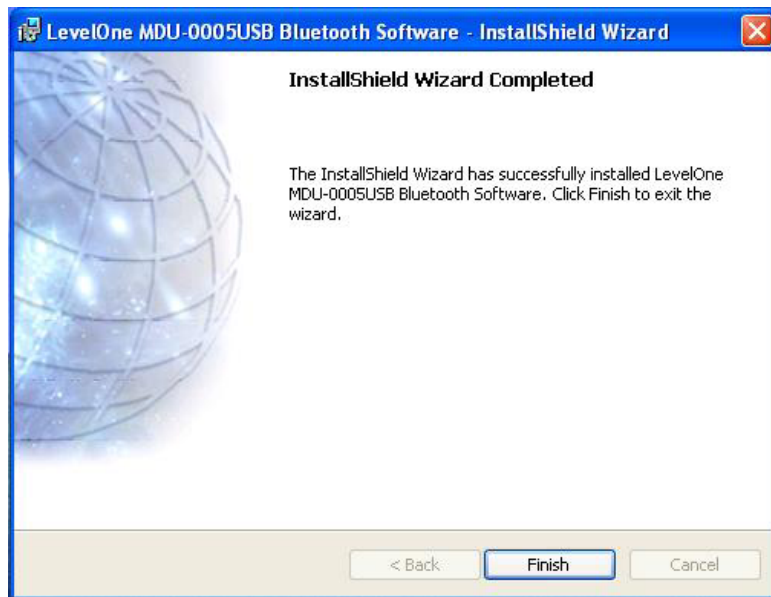 LevelOne MDU-0005USB Bluetooth Software - InstallShield Wizard
InstallShield Wizard Completed
The InstallShield Wizard has successfully installed LevelOne
MDU-0005USB Bluetooth Software. Click Finish to exit the
wizard.
< Back Finish Cancel